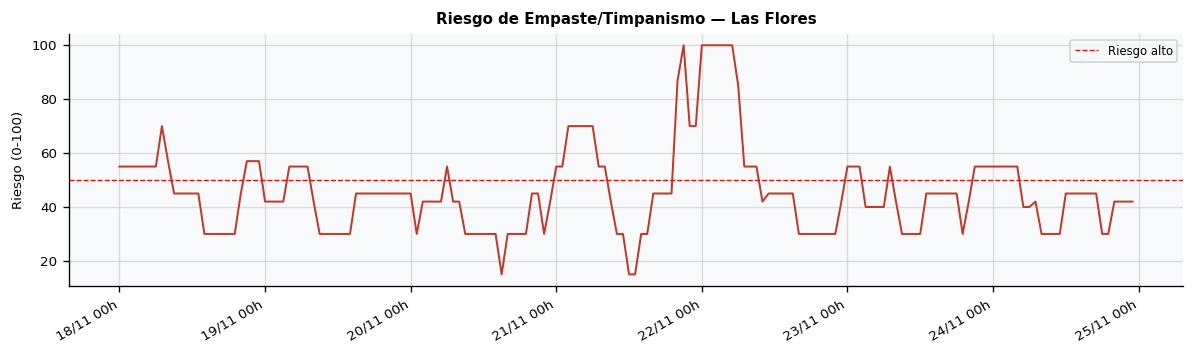 Riesgo de Empaste/Timpanismo — Las Flores
Riesgo alto
Riesgo (0-100)
100
80
60
40
20
18/11 00h
19/11 00h
20/11 00h
21/11 00h
22/11 00h
23/11 00h
24/11 00h
25/11 00h